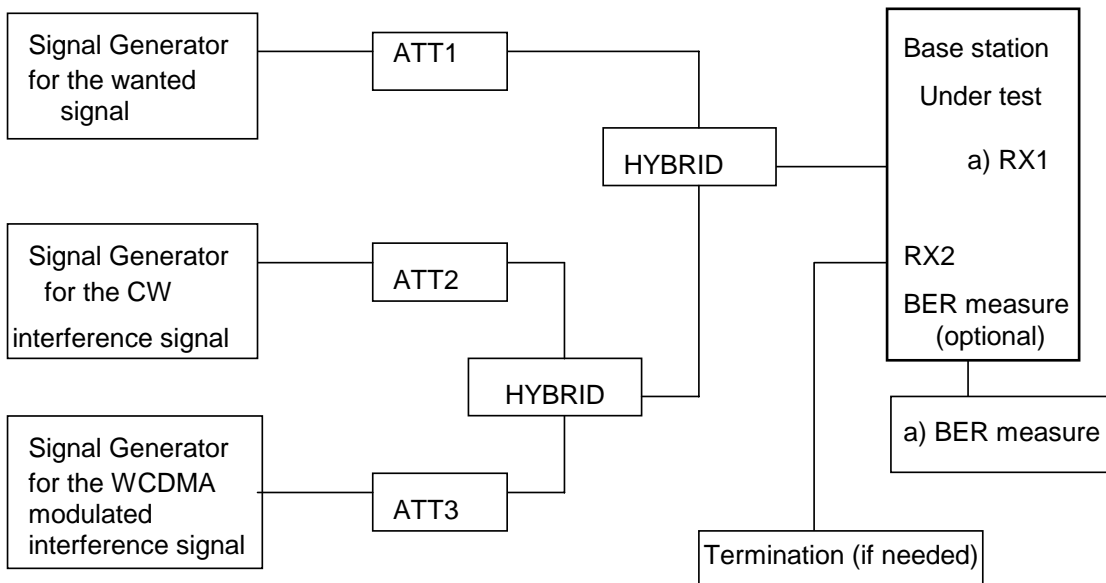 Signal Generator
for the wanted
signal
ATT1
HYBRID
Base station
Under test
a) RX1
RX2
BER measure
(optional)
Signal Generator
for the CW
interference signal
ATT2
HYBRID
a) BER measure
Signal Generator
for the WCDMA
modulated
interference signal
ATT3
Termination (if needed)